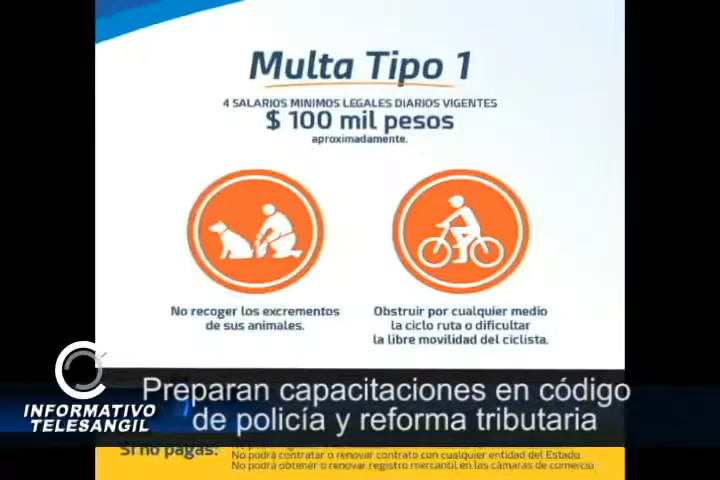 Multa Tipo 1
4 SALARIOS MINIMOS LEGALES DIARIOS VIGENTES
$ 100 mil pesos
aproximadamente.
No recoger los excrementos
de sus animales.
Obstruir por cualquier medio
la ciclo ruta o dificultar
la libre movilidad del ciclista.
INFORMATIVO
TELESANGIL
Preparan capacitaciones en código
de policía y reforma tributaria
Si no pagas:
No podrá contratar o renovar contrato con cualquier entidad del Estado
No podrá obtener o renovar registro mercantil en las cámaras de comercio